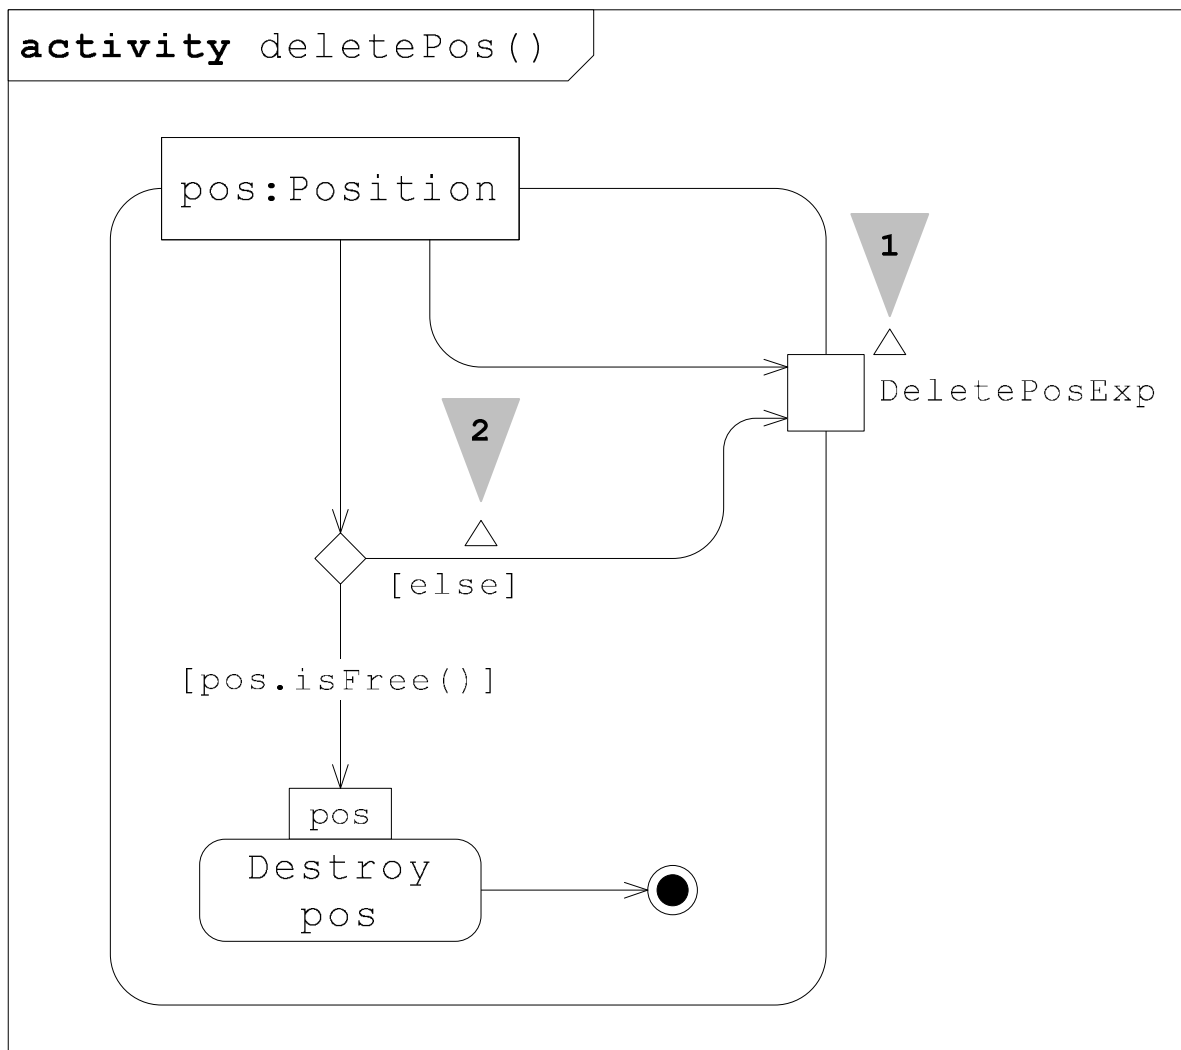 activity deletePos()
pos:Position
1
DeletePosExp
2
[else]
[pos.isFree()]
pos
Destroy
pos